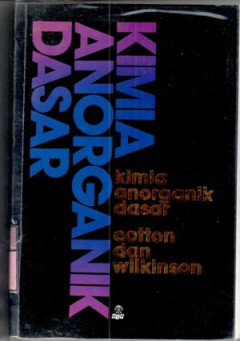 KIMIA
ANORGANIK
DASAR
kimia
anorganik
dasar
cotton
dan
wilkinson